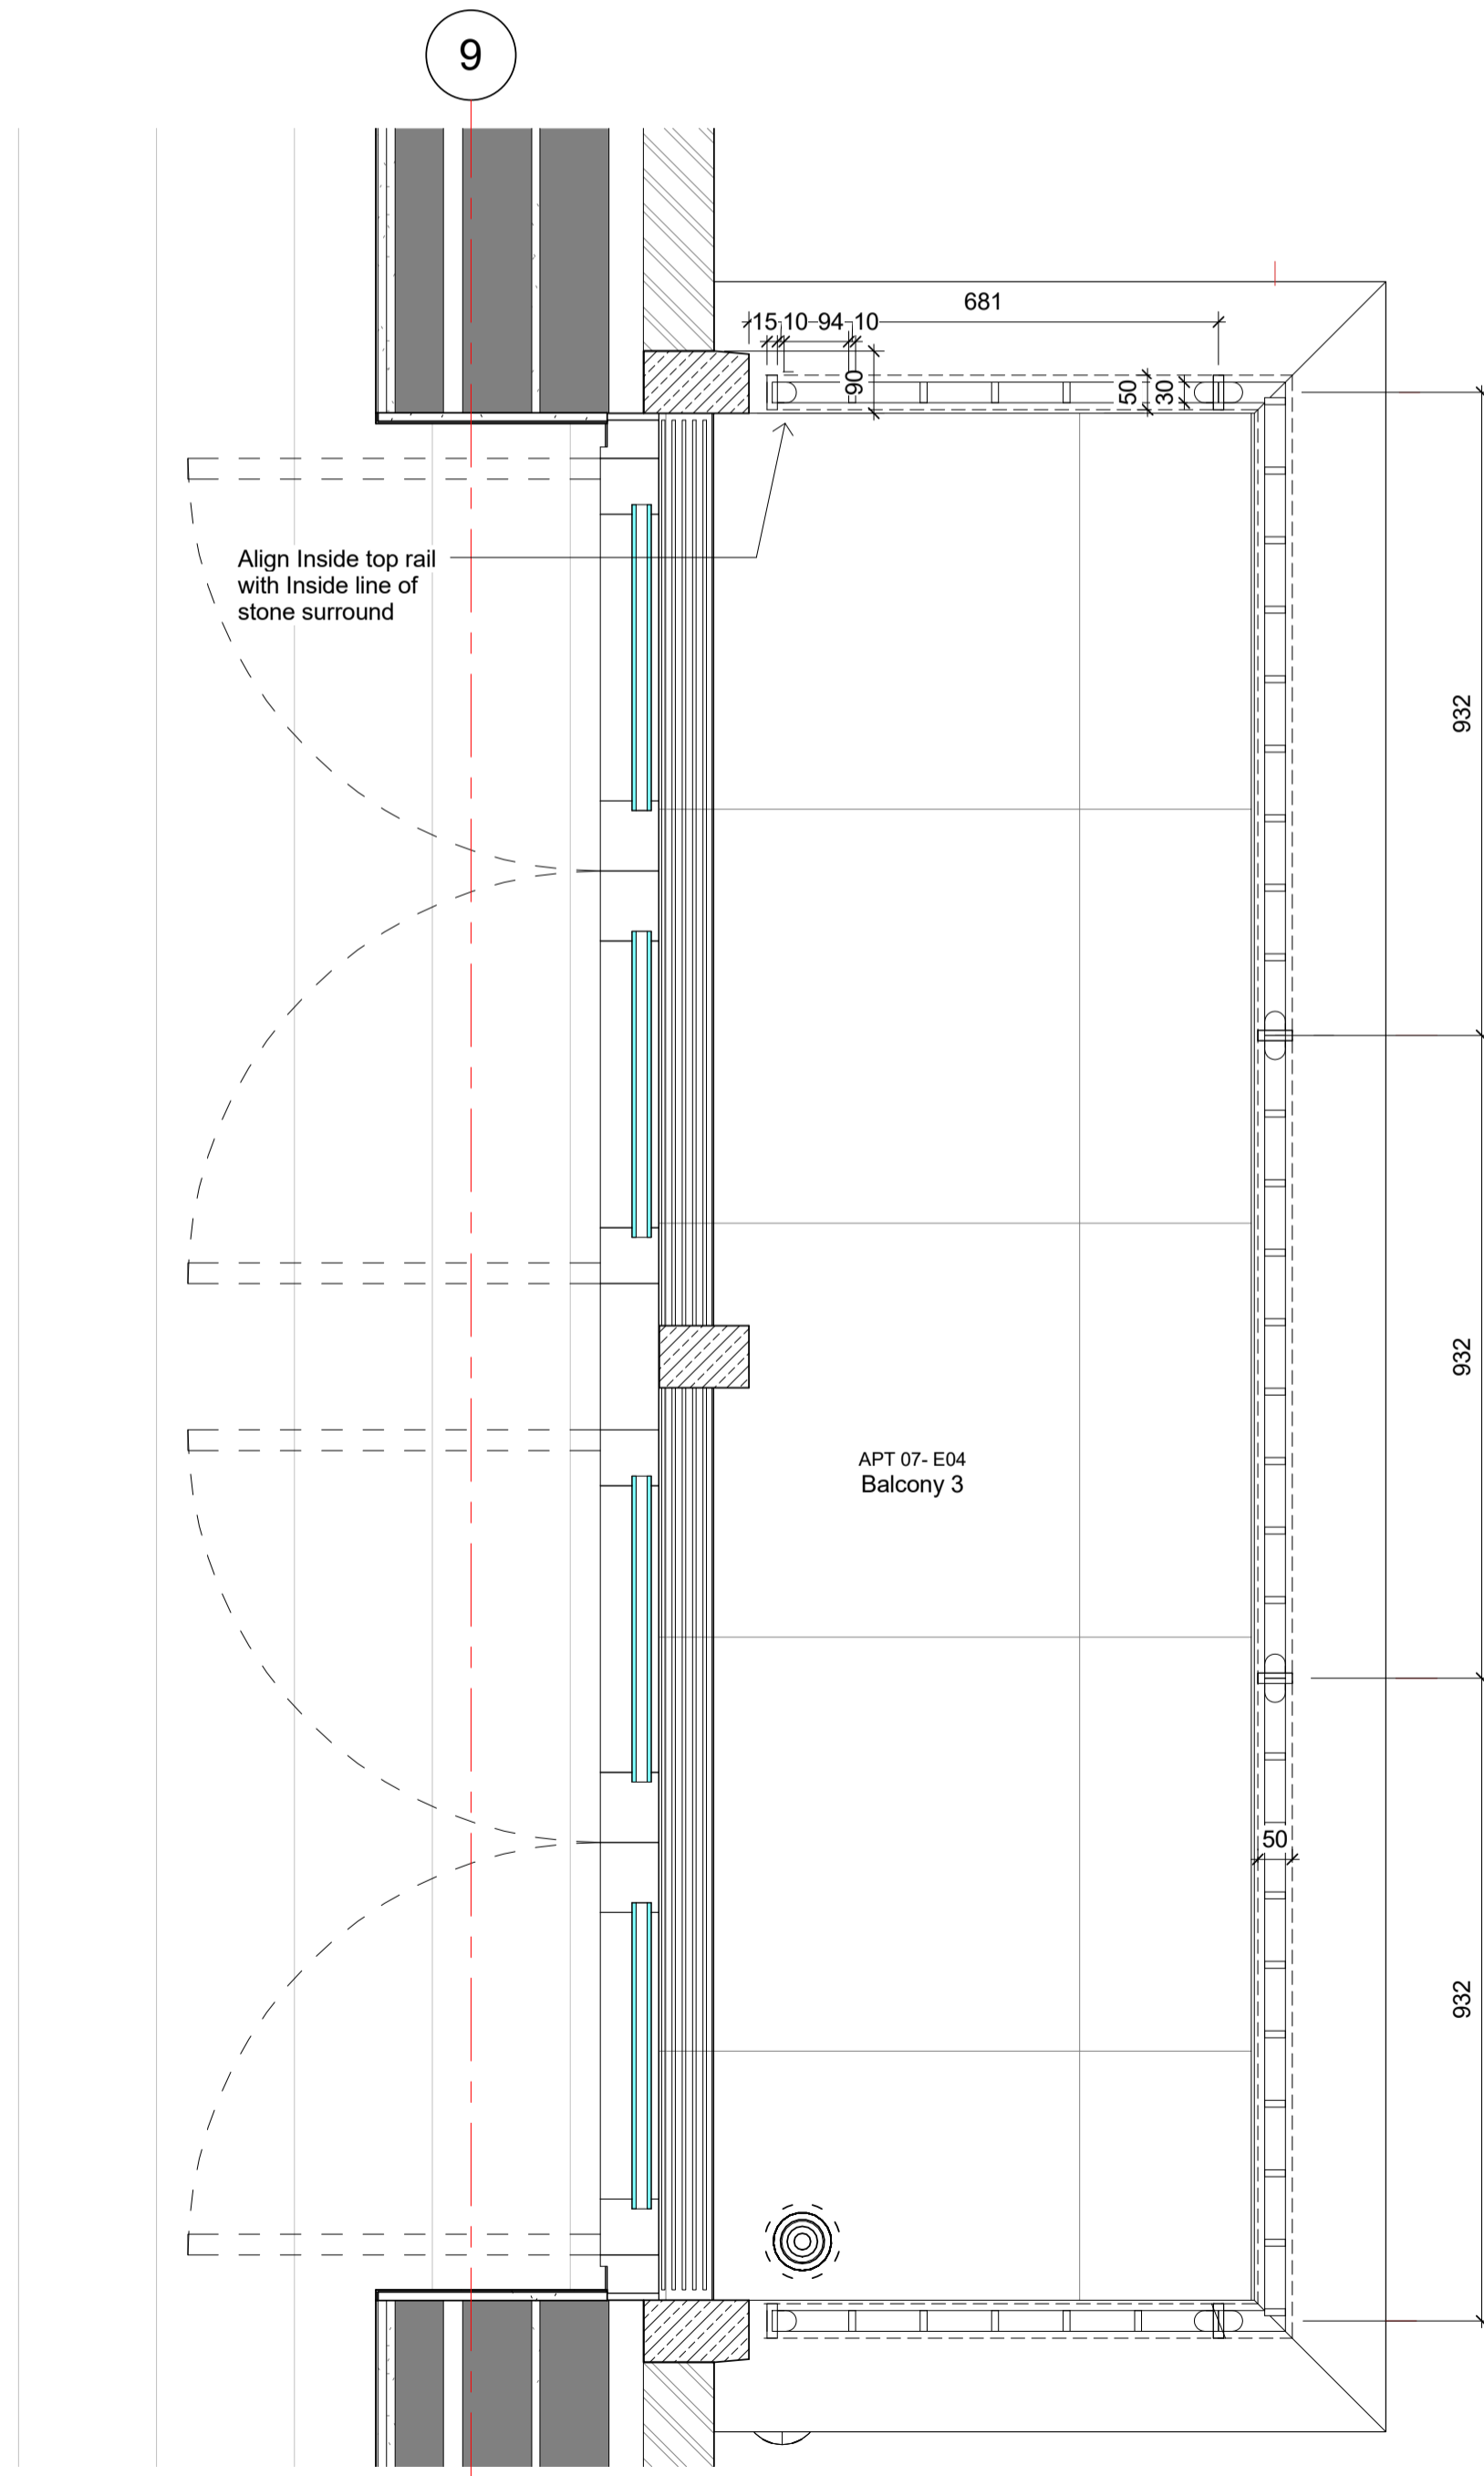 9
681
15 10 94 10
90
50
30
Align Inside top rail
with Inside line of
stone surround
932
932
APT 07- E04
Balcony 3
50
932